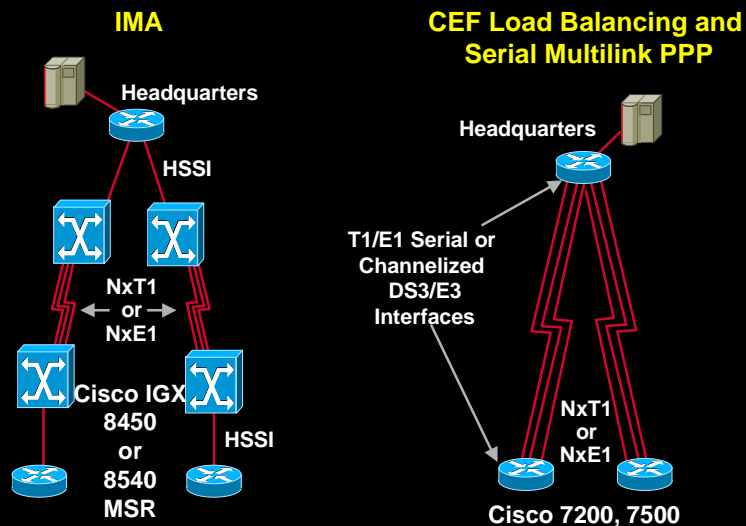 IMA
Headquarters
HSSI
NxT1
or
NxE1
Cisco IGX
8450
or
8540
MSR
HSSI
CEF Load Balancing and
Serial Multilink PPP
Headquarters
T1/E1 Serial or
Channelized
DS3/E3
Interfaces
NxT1
or
NxE1
Cisco 7200, 7500